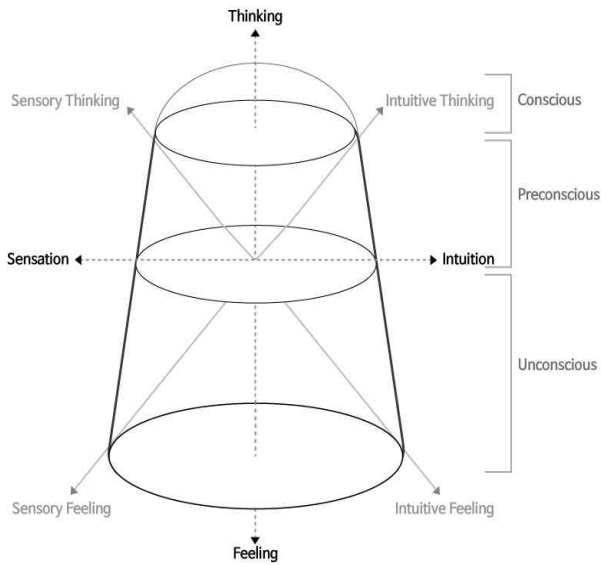 Thinking
Sensory Thinking
Intuitive Thinking
Conscious
Preconscious
Sensation
Intuition
Unconscious
Sensory Feeling
Intuitive Feeling
Feeling